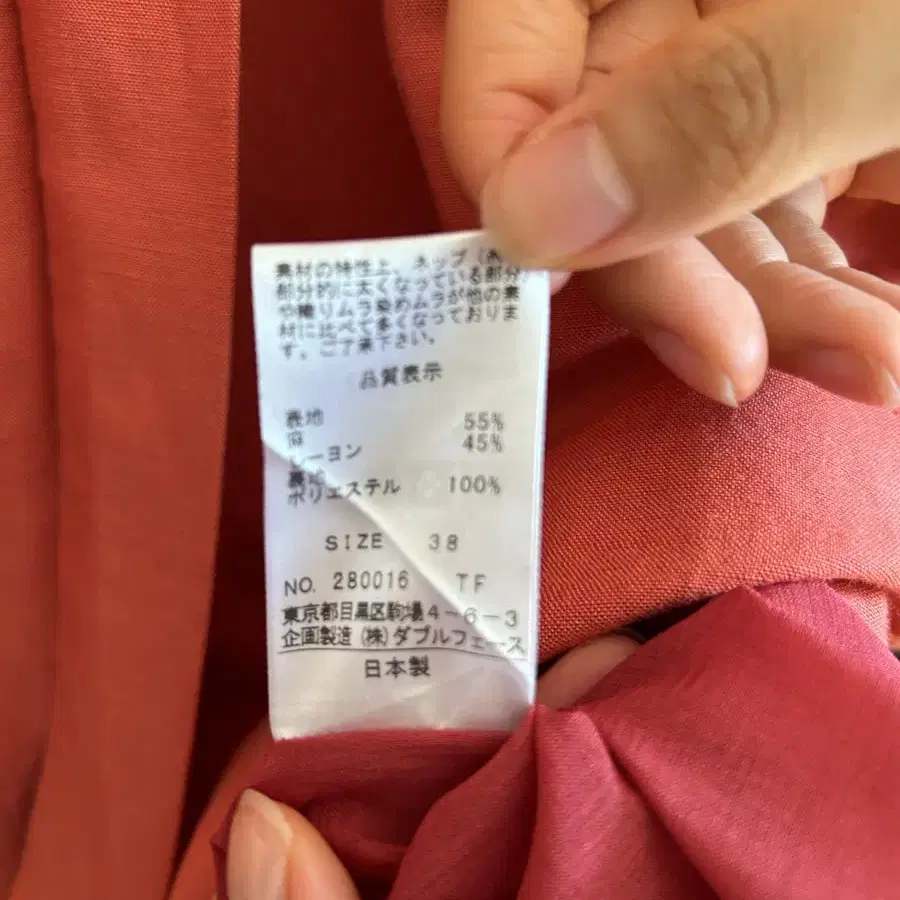 素材の特性上、ネップ(糸が
部分的に太くなっている部分)
や織りムラ染めムラが他の素
材に比べて多くなっておりま
す。ご了承下さい。
品質表示
表地
麻 55%
レーヨン 45%
裏地
ポリエステル 100%
SIZE 38
NO. 280016 TF
東京都目黒区駒場4-6-3
企画製造(株)ダブルフェース
日本製